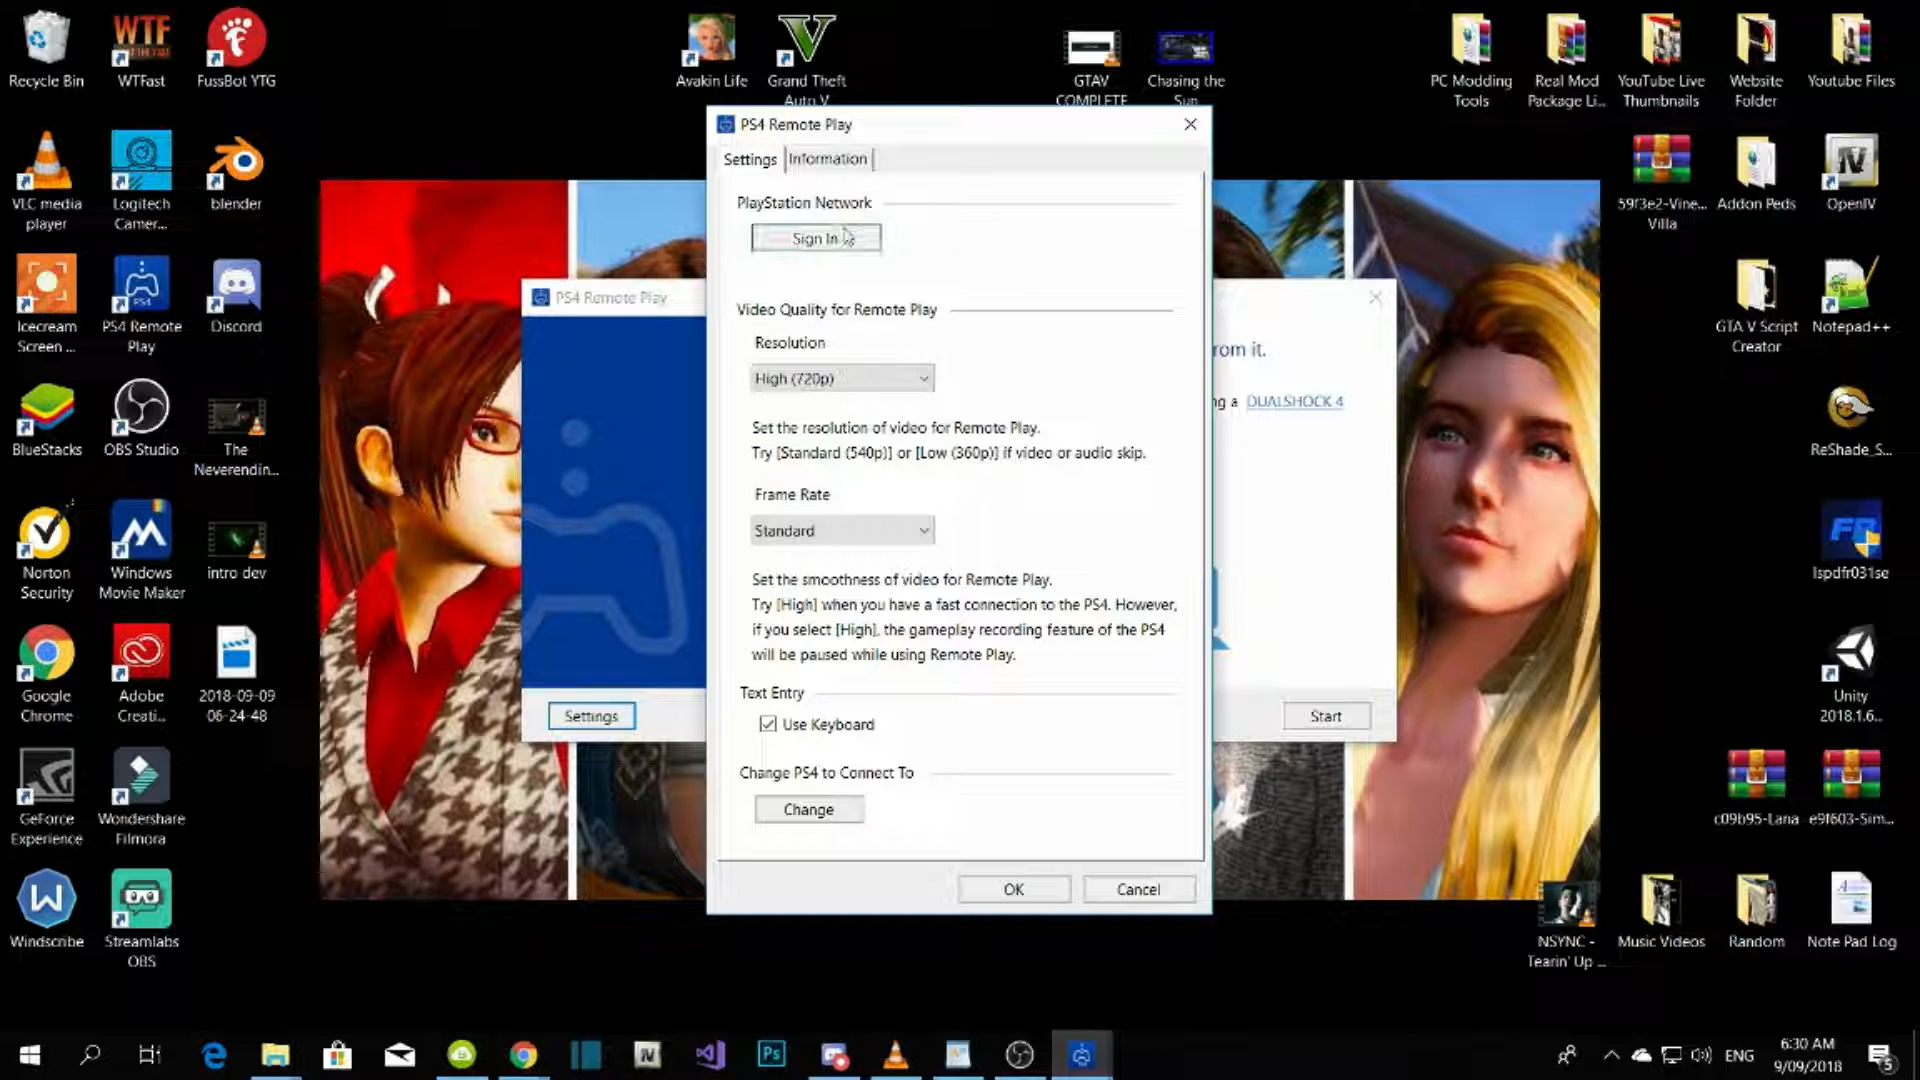 Recycle Bin
WTFast
FussBot YTG
Avakin Life
Grand Theft
Auto V
GTAV
COMPLETE
Chasing the
Sun
PC Modding
Tools
Real Mod
Package Li...
YouTube Live
Thumbnails
Website
Folder
Youtube Files
VLC media
player
Logitech
Camer...
blender
59f3e2-Vine...
Villa
Addon Peds
OpenIV
Icecream
Screen ...
PS4 Remote
Play
Discord
GTA V Script
Creator
Notepad++
BlueStacks
OBS Studio
The
Neverendin...
ReShade_S...
Norton
Security
Windows
Movie Maker
intro dev
lspdfr031se
Google
Chrome
Adobe
Creati...
2018-09-09
06-24-48
Unity
2018.1.6...
GeForce
Experience
Wondershare
Filmora
c09b95-Lana
e9f603-Sim...
Windscribe
Streamlabs
OBS
NSYNC -
Tearin' Up ...
Music Videos
Random
Note Pad Log
PS4 Remote Play
Settings
Information
PlayStation Network
Sign In
Video Quality for Remote Play
Resolution
High (720p)
Set the resolution of video for Remote Play.
Try [Standard (540p)] or [Low (360p)] if video or audio skip.
Frame Rate
Standard
Set the smoothness of video for Remote Play.
Try [High] when you have a fast connection to the PS4. However,
if you select [High], the gameplay recording feature of the PS4
will be paused while using Remote Play.
Text Entry
Use Keyboard
Change PS4 to Connect To
Change
OK
Cancel
PS4 Remote Play
rom it.
ng a DUALSHOCK 4
Settings
Start
ENG
6:30 AM
9/09/2018
5